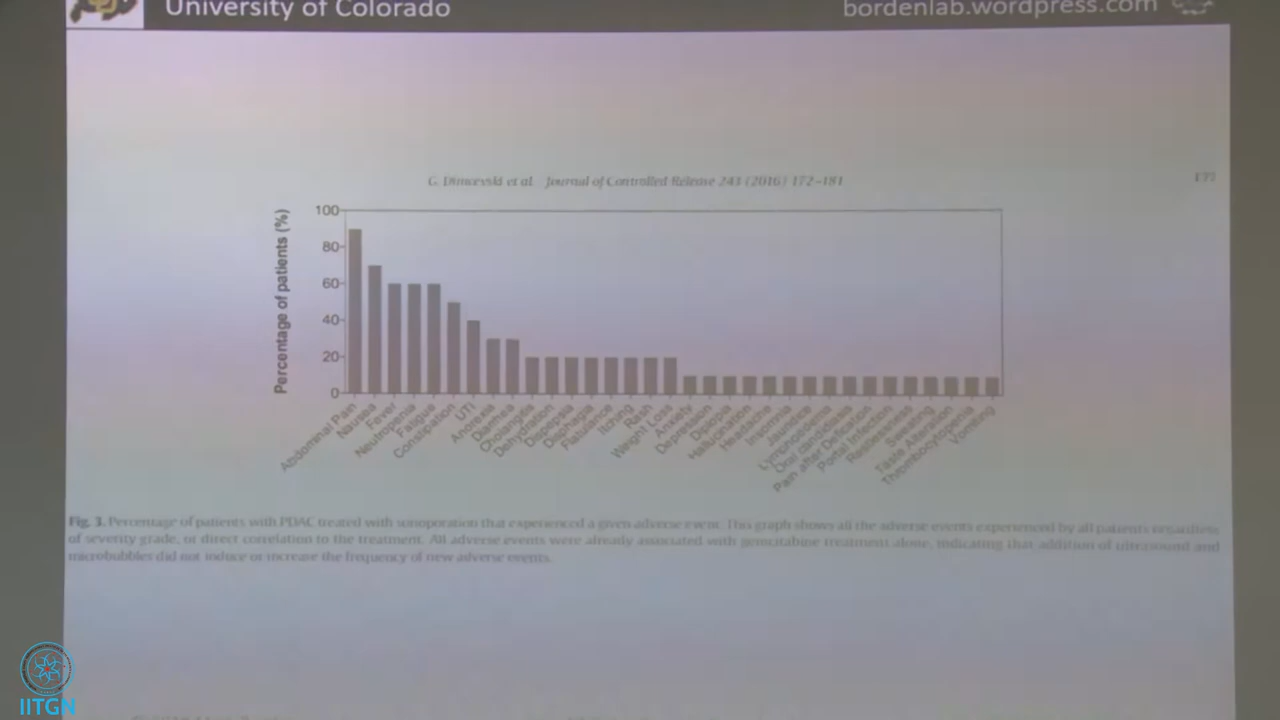 University of Colorado
bordenlab.wordpress.com
G. Dimcevski et al. Journal of Controlled Release 243 (2016) 172–181
177
Percentage of patients (%)
100
80
60
40
20
0
Abdominal Pain
Nausea
Fever
Neutropenia
Fatigue
Constipation
UTI
Anorexia
Diarrhea
Cholangitis
Dehydration
Dispepsia
Disphagia
Flatulance
Itching
Rash
Weight Loss
Anxiety
Depression
Diplopia
Hallucination
Headache
Insomnia
Jaundice
Lymphoedema
Oral candidiasis
Pain after Defication
Portal Infection
Restlessness
Sweating
Taste Alteration
Thrombocytopenia
Vomiting
Fig. 3. Percentage of patients with PDAC treated with sonoporation that experienced a given adverse event. This graph shows all the adverse events experienced by all patients regardless
of severity grade, or direct correlation to the treatment. All adverse events were already associated with gemcitabine treatment alone, indicating that addition of ultrasound and
microbubbles did not induce or increase the frequency of new adverse events.
IITGN